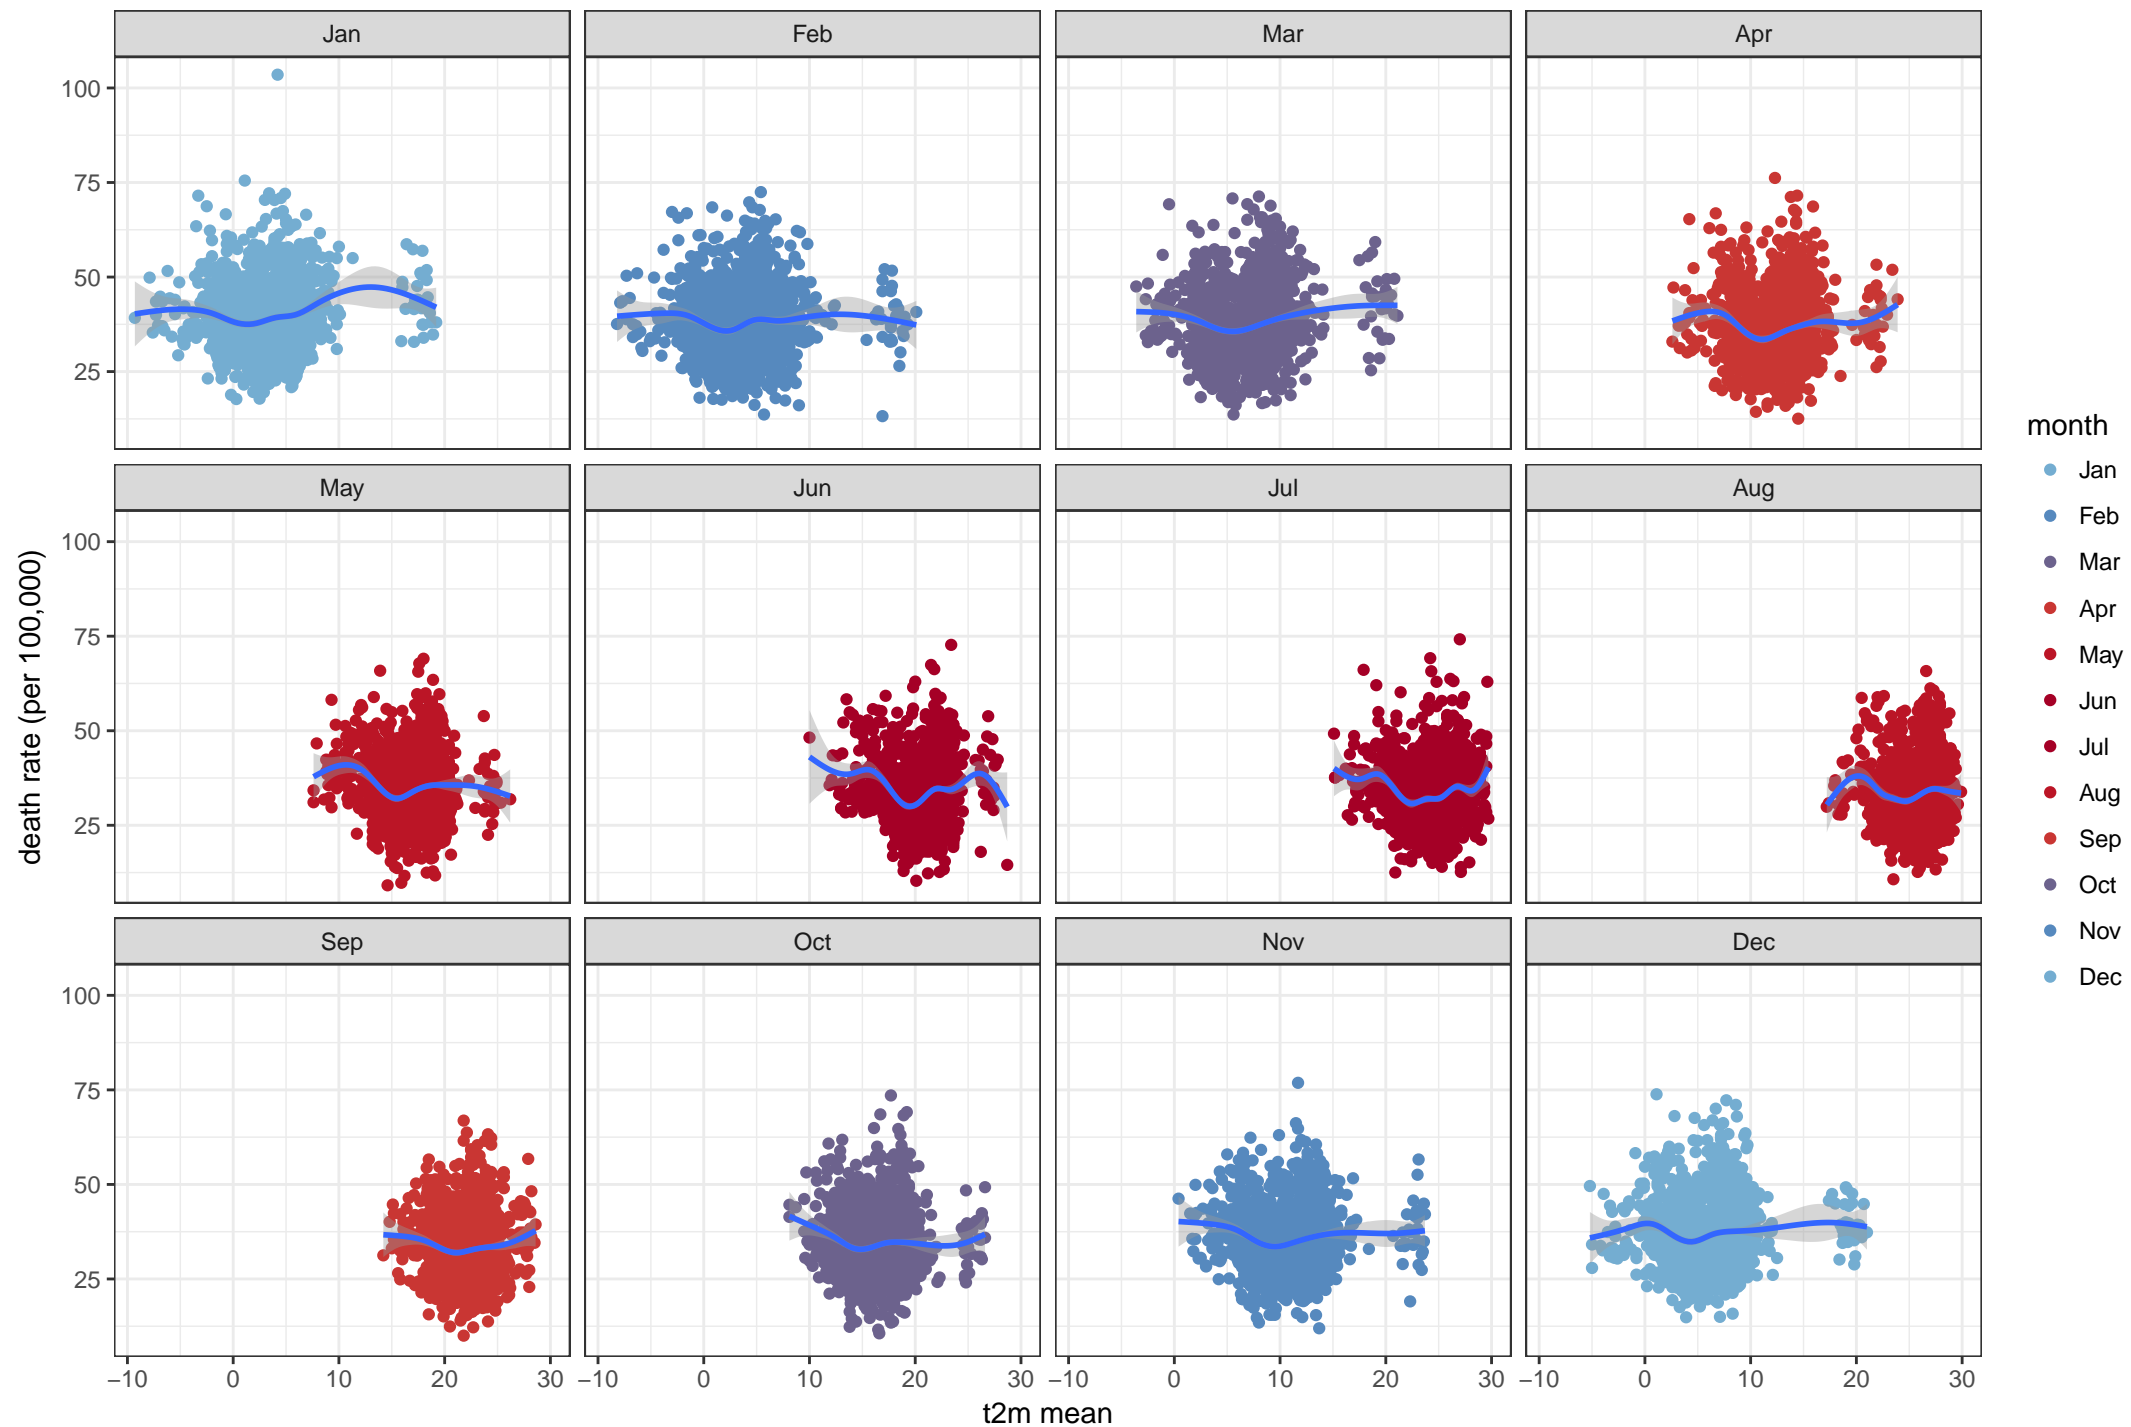 Jan Feb Mar Apr
100
75
50
25
May Jun Jul Aug
100
75
50
25
Sep Oct Nov Dec
100
75
50
25
−10 0 10 20 30 −10 0 10 20 30 −10 0 10 20 30 −10 0 10 20 30
t2m mean
death rate (per 100,000)
month
Jan
Feb
Mar
Apr
May
Jun
Jul
Aug
Sep
Oct
Nov
Dec